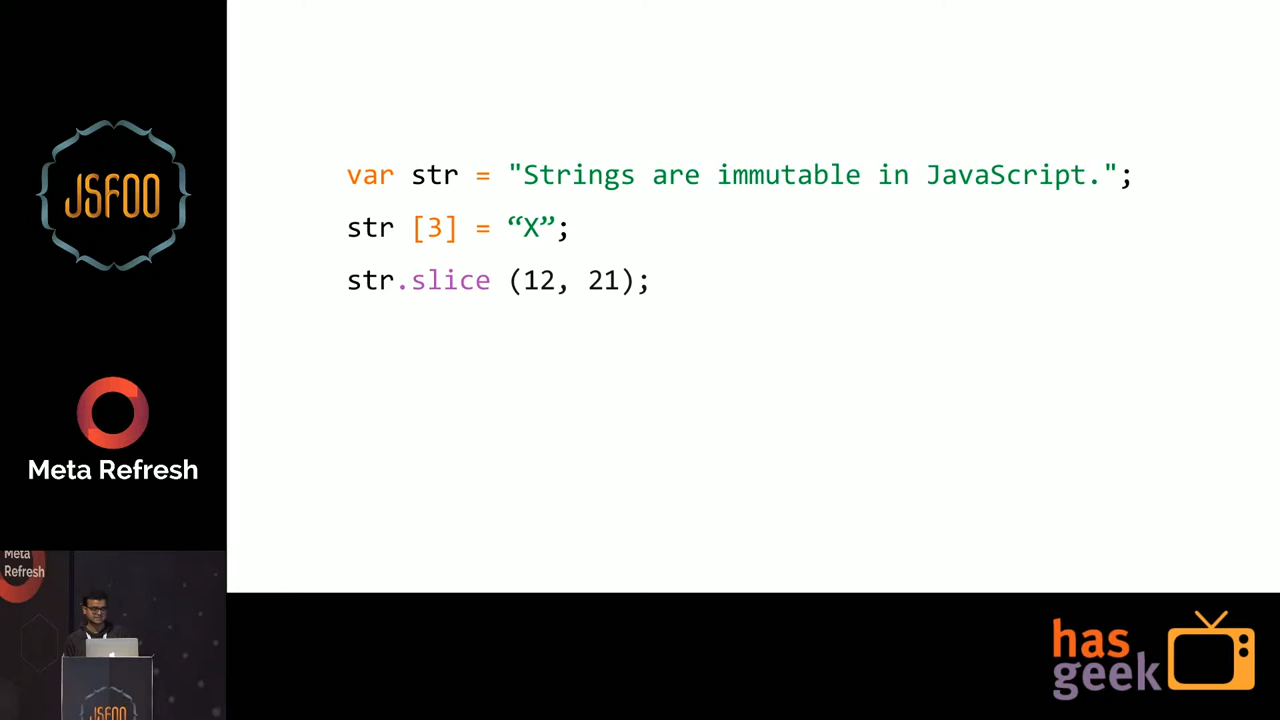 JSFOO
Meta Refresh
var str = "Strings are immutable in JavaScript.";
str [3] = “X”;
str.slice (12, 21);
Meta
Refresh
JSFOO
has
geek